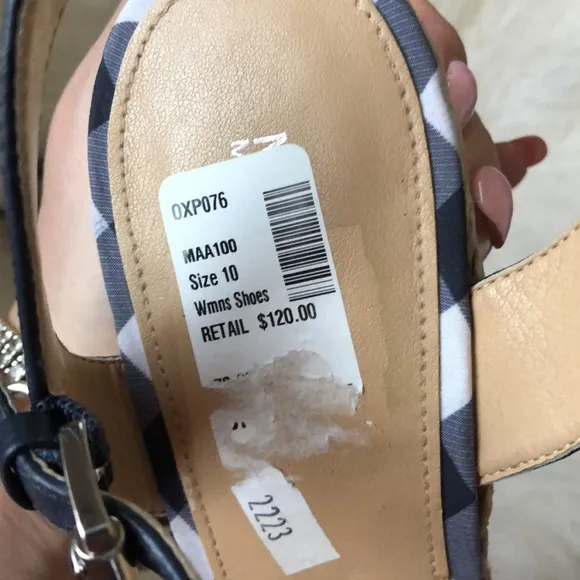 OXP076
MAA100
Size 10
Wmns Shoes
RETAIL $120.00
2223